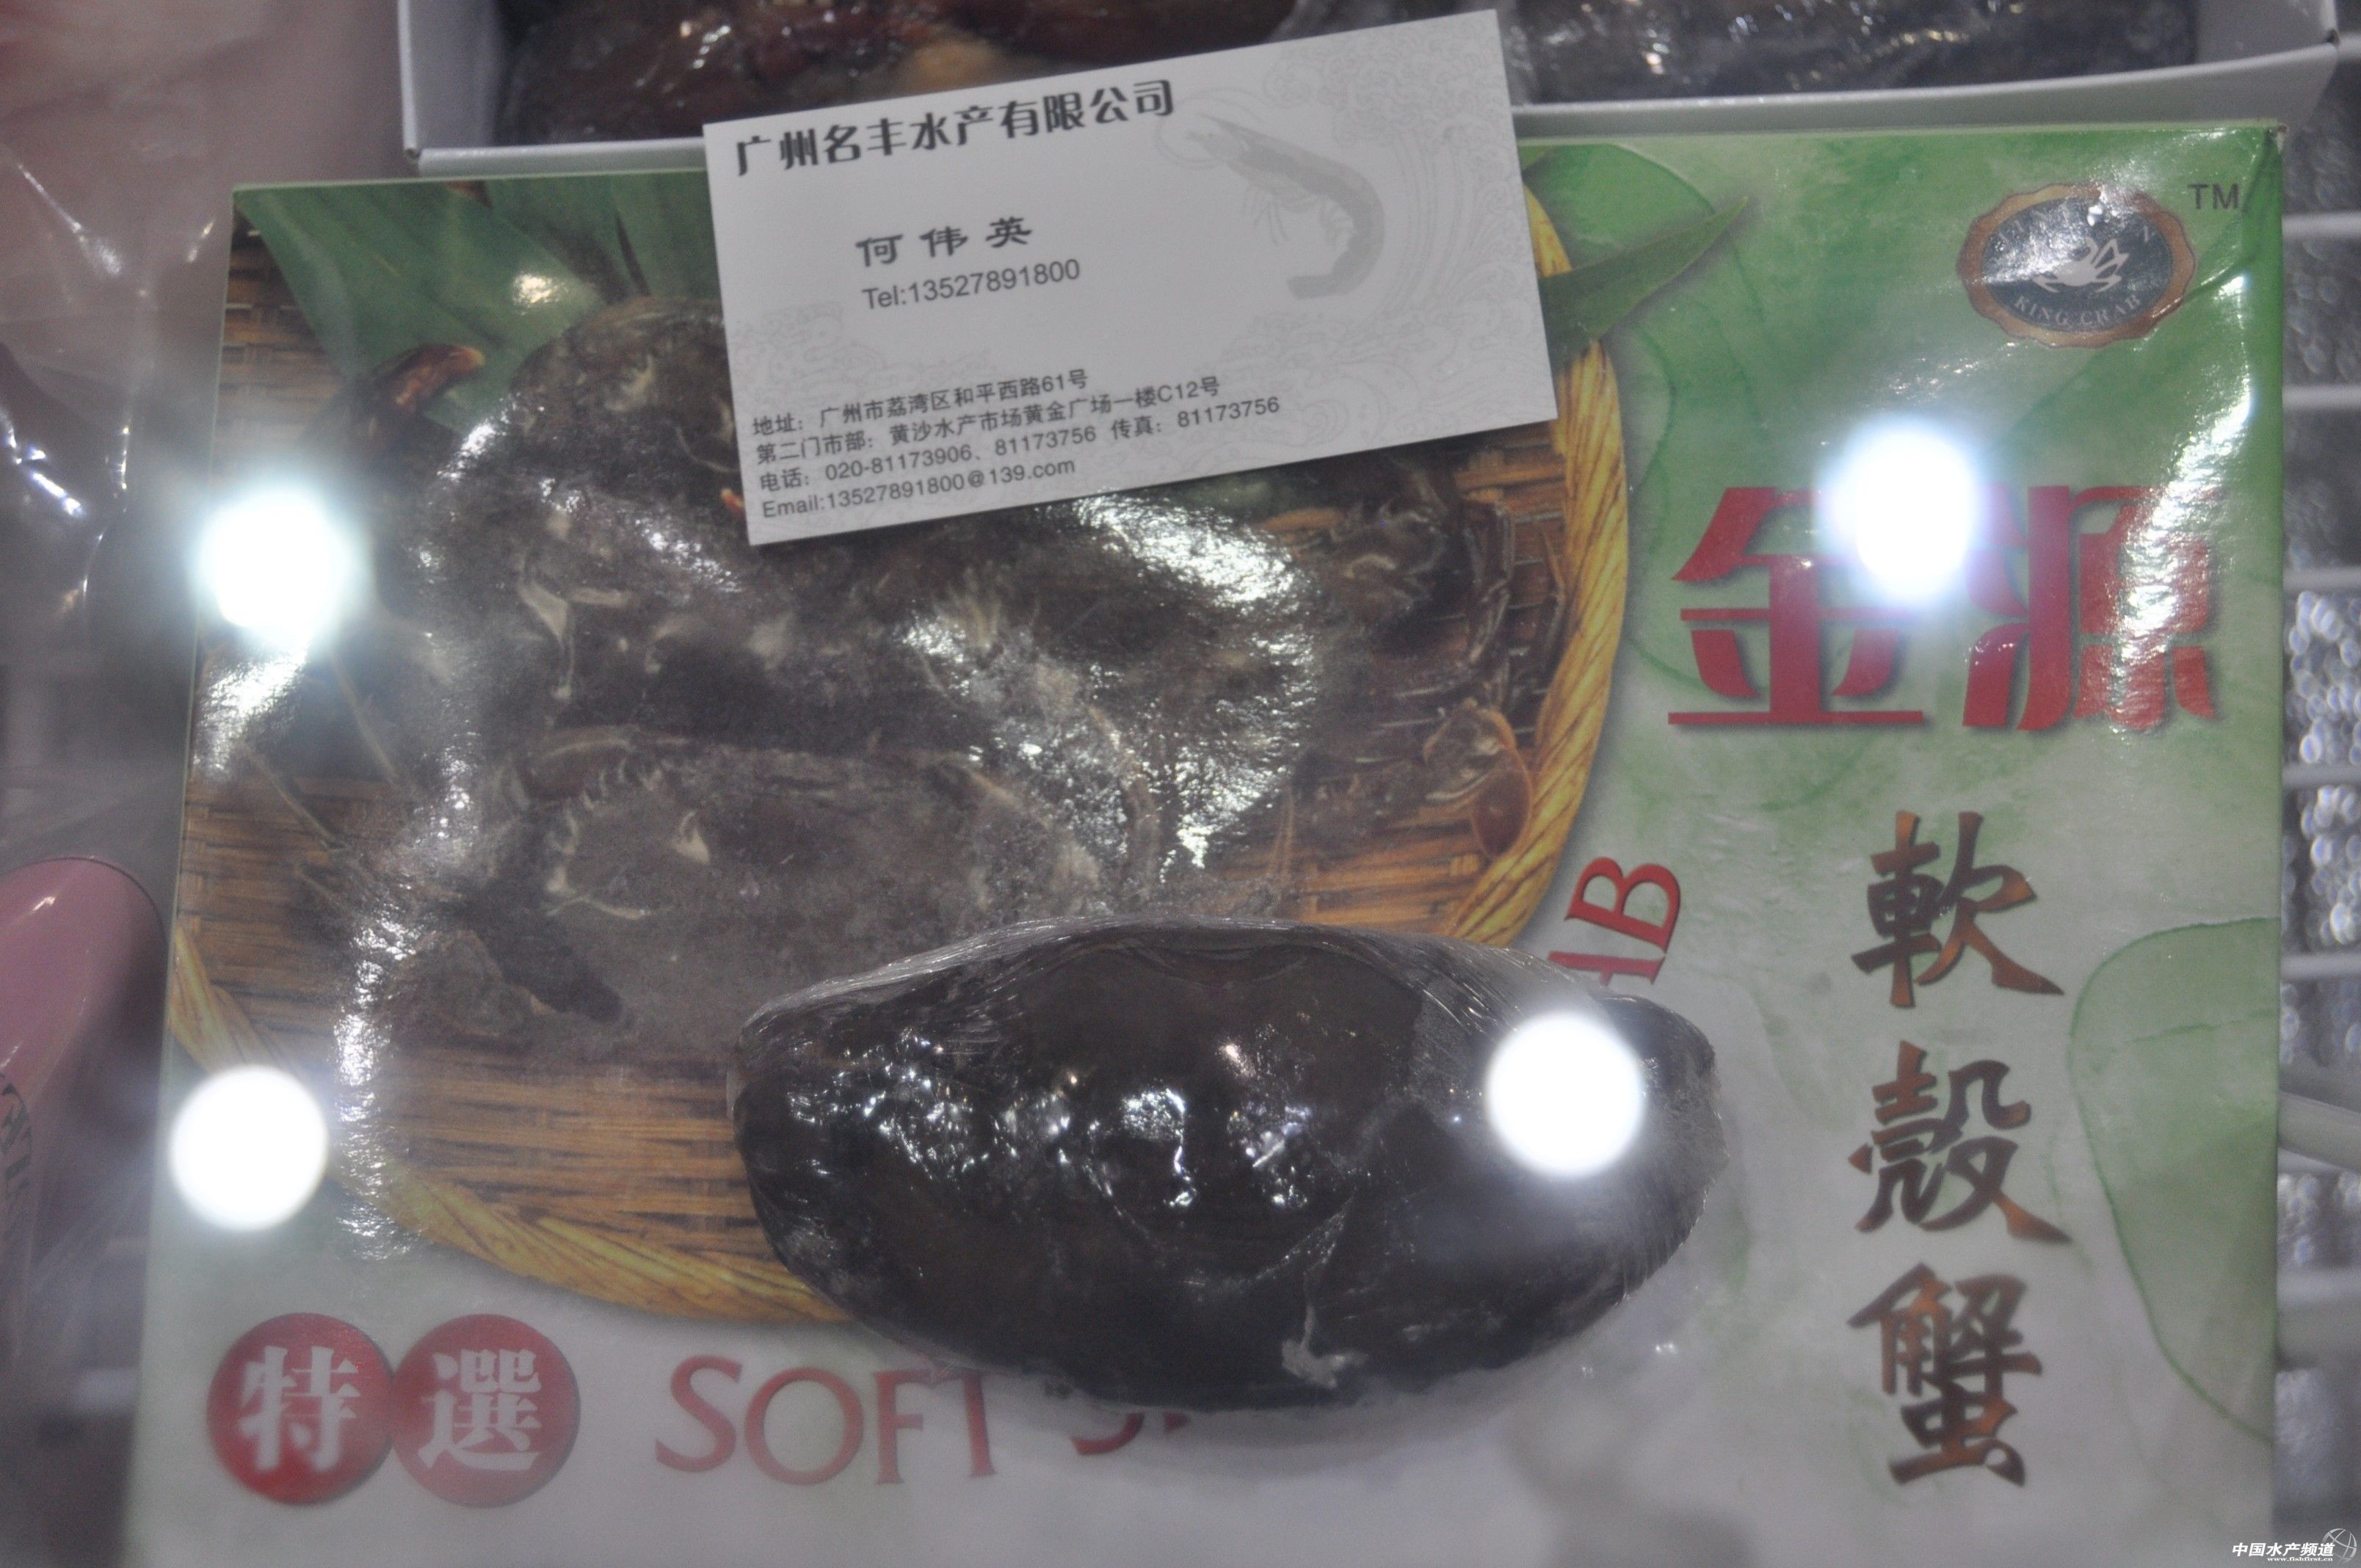 广州名丰水产有限公司
何伟英
Tel:13527891800
地址：广州市荔湾区和平西路61号
第二门市部：黄沙水产市场黄金广场一楼C12号
电话：020-81173906、81173756 传真：81173756
Email:13527891800@139.com
TM
KING CRAB
金源
軟殼蟹
特選
SOFT
中国水产频道
www.fishfirst.cn